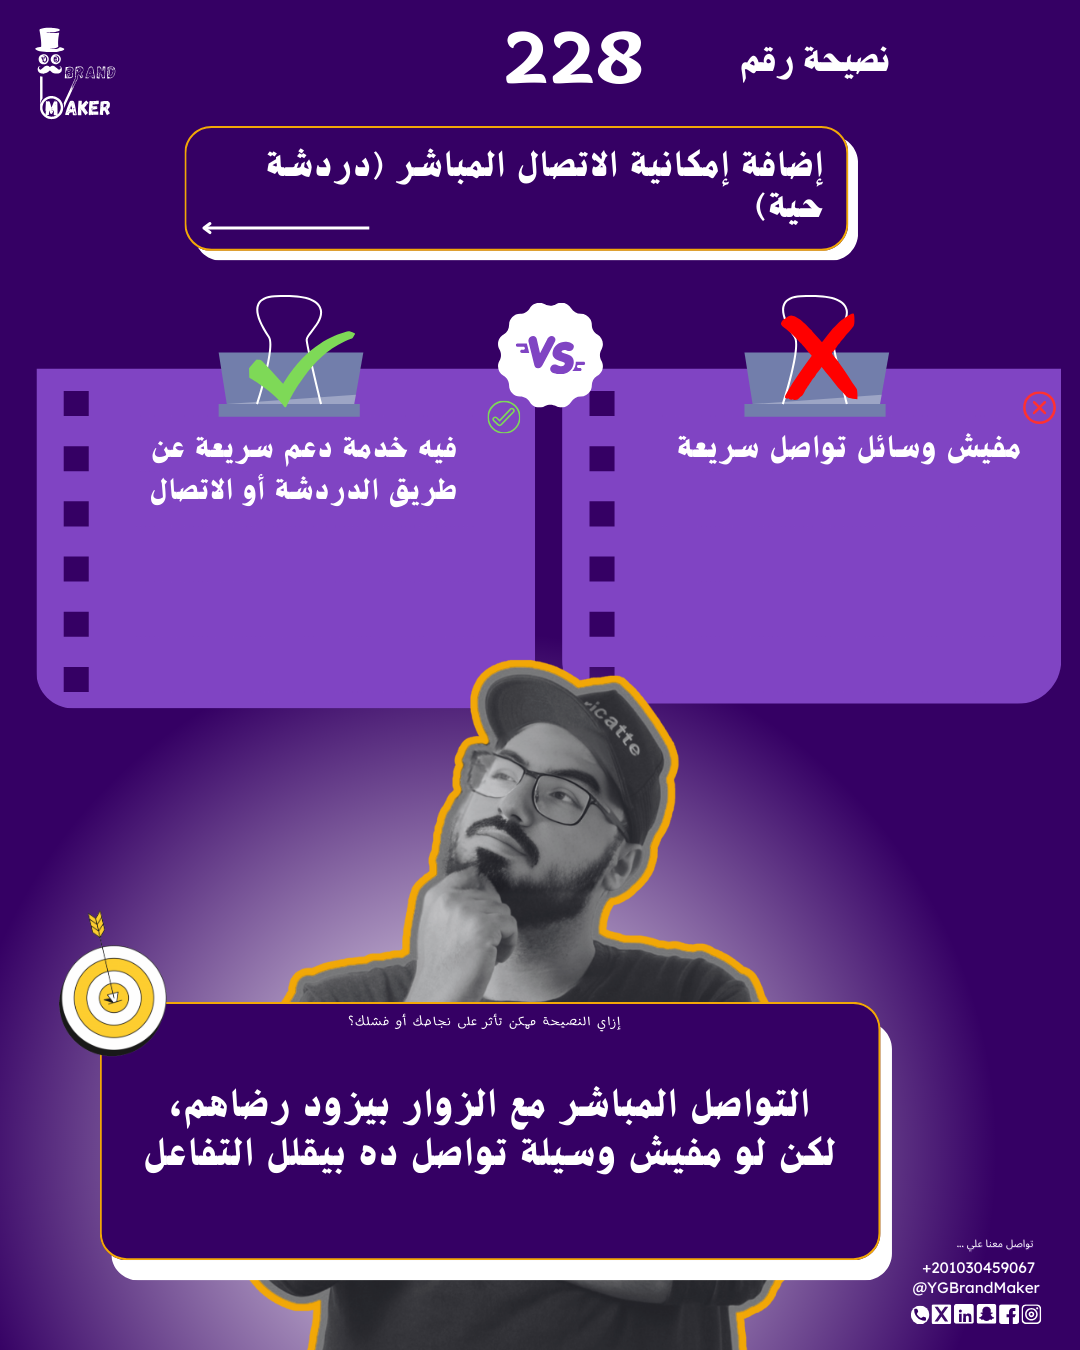 BRAND
MAKER
نصيحة رقم 228
إضافة إمكانية الاتصال المباشر (دردشة
حية)
VS
مفيش وسائل تواصل سريعة
فيه خدمة دعم سريعة عن
طريق الدردشة أو الاتصال
icatte
إزاي النصيحة ممكن تأثر على نجاحك أو فشلك؟
التواصل المباشر مع الزوار بيزود رضاهم،
لكن لو مفيش وسيلة تواصل ده بيقلل التفاعل
تواصل معنا علي ...
+201030459067
@YGBrandMaker